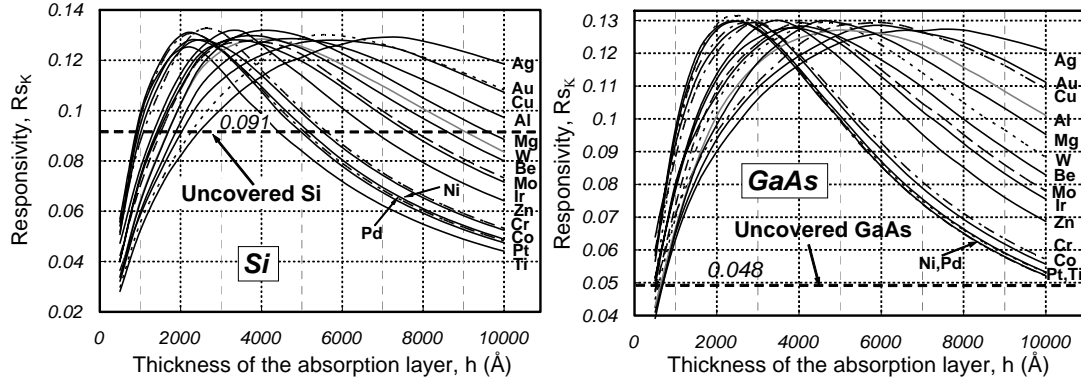 Responsivity, Rs_K
0.14
0.12
0.1
0.08
0.06
0.04
0.02
0.091
Uncovered Si
Ni
Pd
Si
Ag
Au
Cu
Al
Mg
W
Be
Mo
Ir
Zn
Cr
Co
Pt
Ti
0 2000 4000 6000 8000 10000
Thickness of the absorption layer, h (Å)
Responsivity, Rs_K
0.13
0.12
0.11
0.10
0.09
0.08
0.07
0.06
0.05
0.04
GaAs
Uncovered GaAs
0.048
Ni,Pd
Ag
Au
Cu
Al
Mg
W
Be
Mo
Ir
Zn
Cr
Co
Pt,Ti
0 2000 4000 6000 8000 10000
Thickness of the absorption layer, h (Å)